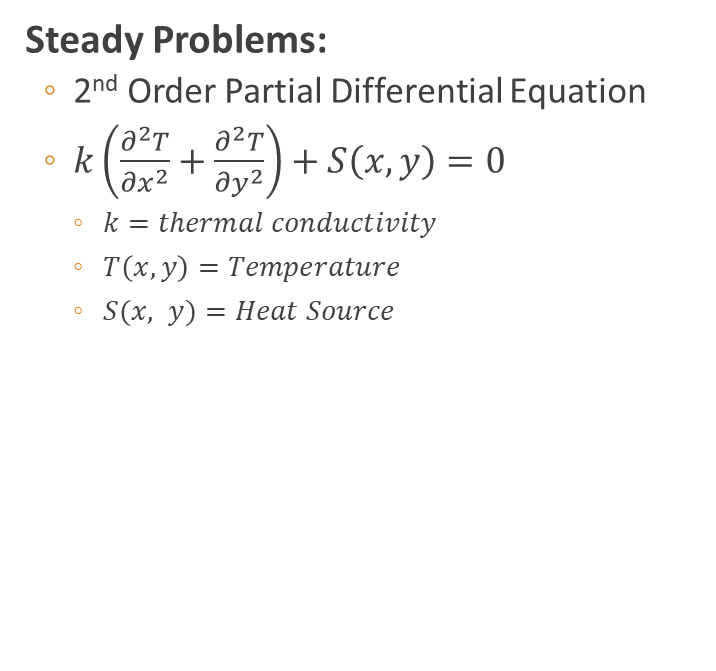 Steady Problems:
◦ 2nd Order Partial Differential Equation
◦ k(∂²T/∂x² + ∂²T/∂y²) + S(x, y) = 0
◦ k = thermal conductivity
◦ T(x, y) = Temperature
◦ S(x, y) = Heat Source